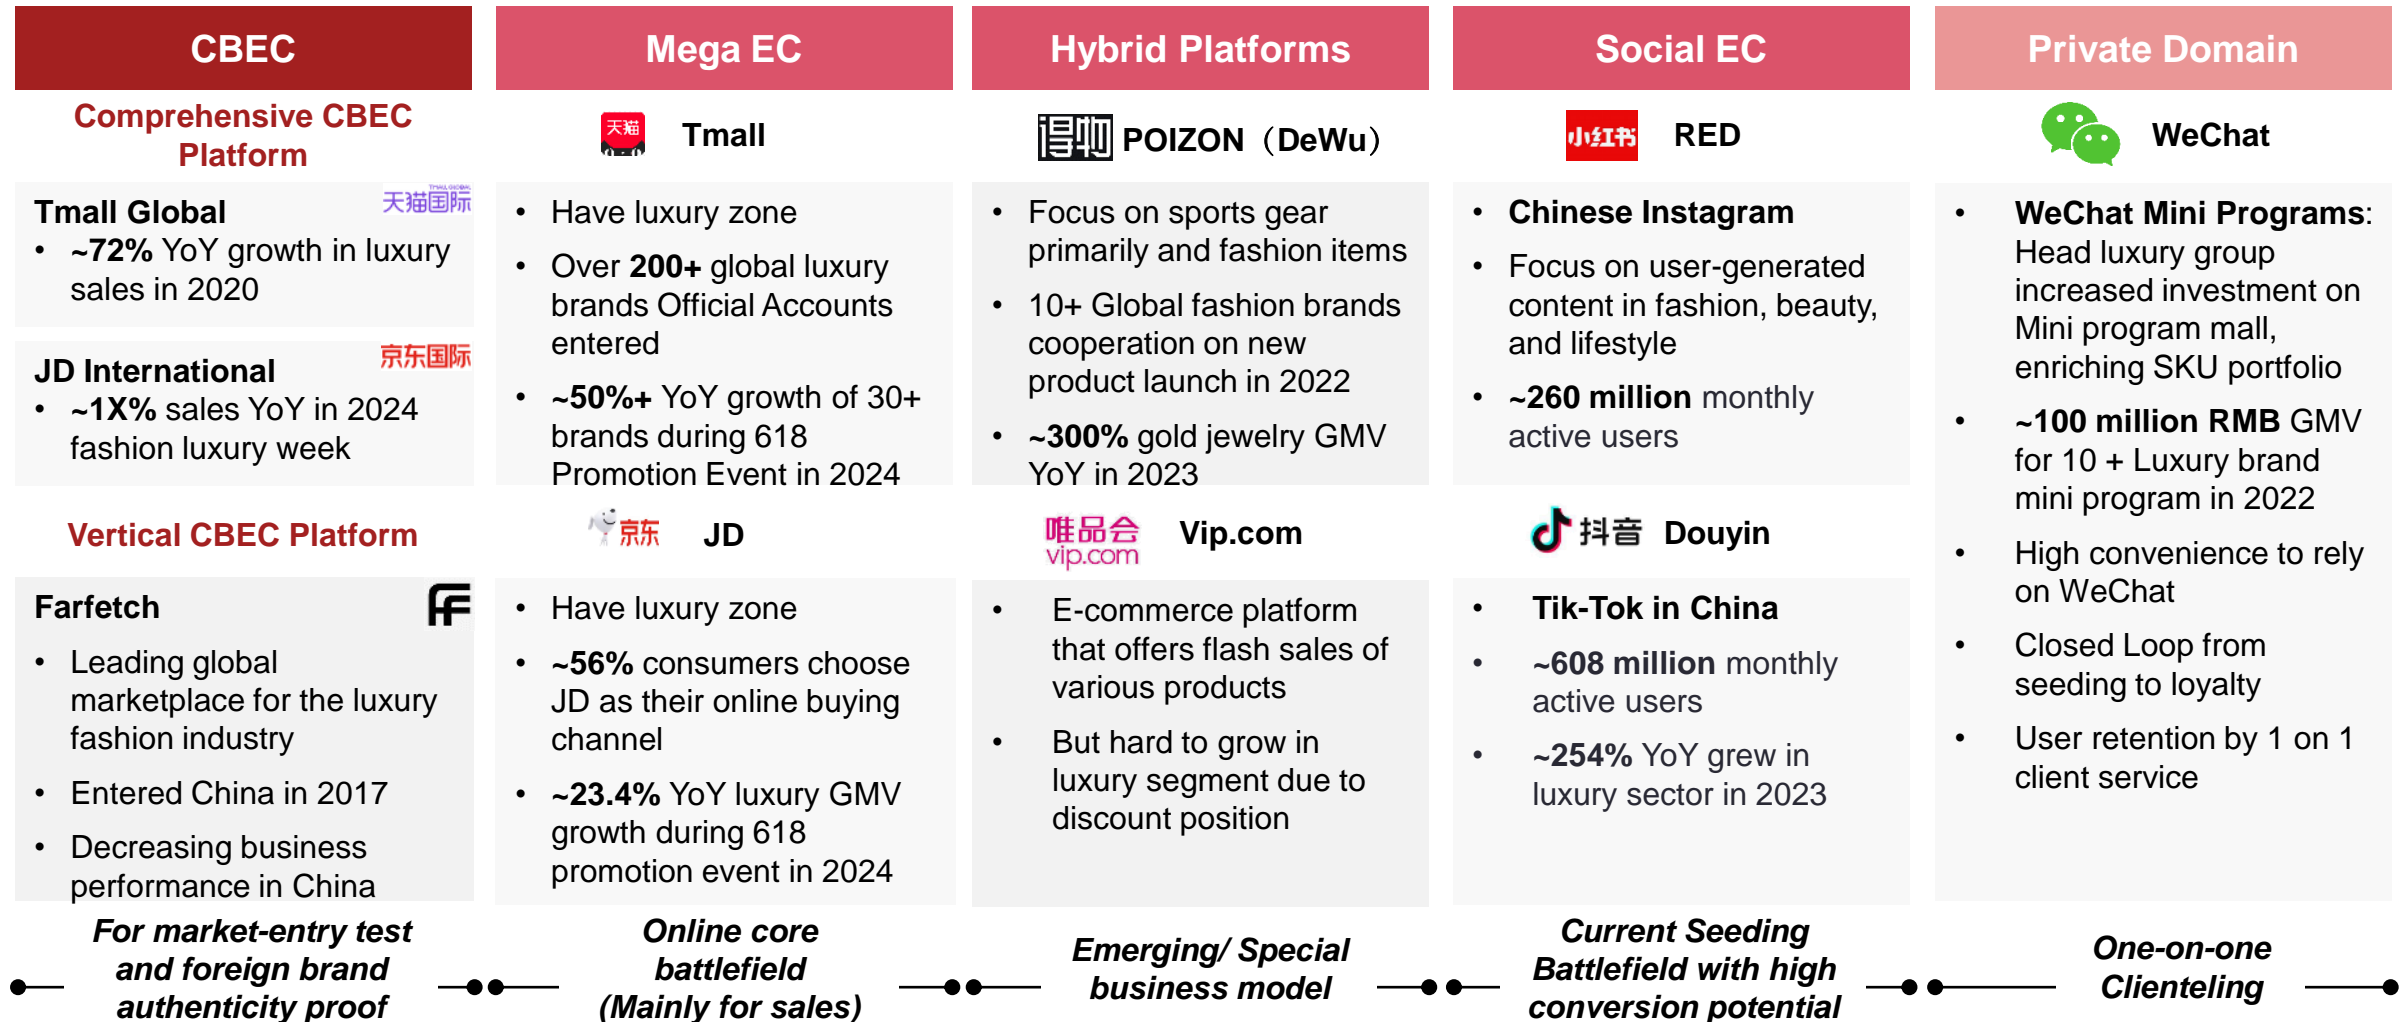 CBEC
Comprehensive CBEC
Platform
Tmall Global
TMALL GLOBAL
天猫国际
• ~72% YoY growth in luxury
sales in 2020
JD International
京东国际
• ~1X% sales YoY in 2024
fashion luxury week
Vertical CBEC Platform
Farfetch
• Leading global
marketplace for the luxury
fashion industry
• Entered China in 2017
• Decreasing business
performance in China
For market-entry test
and foreign brand
authenticity proof
Mega EC
天猫
Tmall
• Have luxury zone
• Over 200+ global luxury
brands Official Accounts
entered
• ~50%+ YoY growth of 30+
brands during 618
Promotion Event in 2024
京东
JD
• Have luxury zone
• ~56% consumers choose
JD as their online buying
channel
• ~23.4% YoY luxury GMV
growth during 618
promotion event in 2024
Online core
battlefield
(Mainly for sales)
Hybrid Platforms
得物
POIZON（DeWu）
• Focus on sports gear
primarily and fashion items
• 10+ Global fashion brands
cooperation on new
product launch in 2022
• ~300% gold jewelry GMV
YoY in 2023
唯品会
vip.com
Vip.com
• E-commerce platform
that offers flash sales of
various products
• But hard to grow in
luxury segment due to
discount position
Emerging/ Special
business model
Social EC
小红书
RED
• Chinese Instagram
• Focus on user-generated
content in fashion, beauty,
and lifestyle
• ~260 million monthly
active users
抖音
Douyin
• Tik-Tok in China
• ~608 million monthly
active users
• ~254% YoY grew in
luxury sector in 2023
Current Seeding
Battlefield with high
conversion potential
Private Domain
WeChat
• WeChat Mini Programs:
Head luxury group
increased investment on
Mini program mall,
enriching SKU portfolio
• ~100 million RMB GMV
for 10 + Luxury brand
mini program in 2022
• High convenience to rely
on WeChat
• Closed Loop from
seeding to loyalty
• User retention by 1 on 1
client service
One-on-one
Clienteling